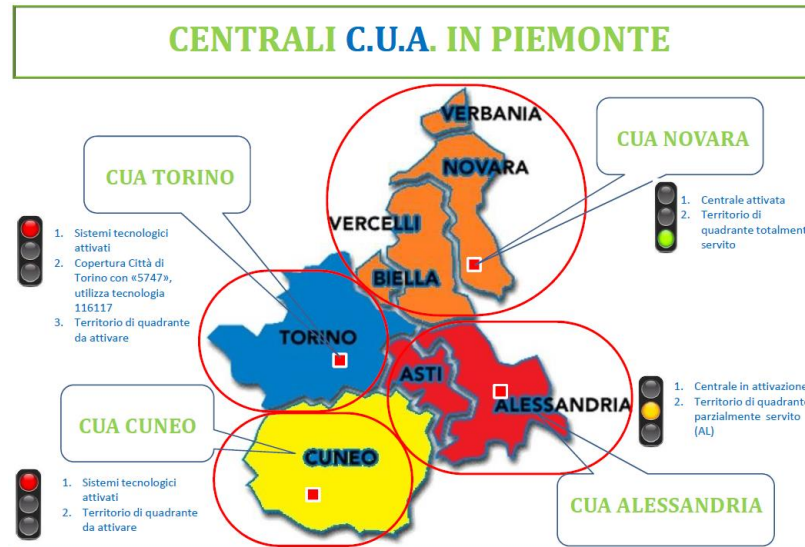 CENTRALI C.U.A. IN PIEMONTE
VERBANIA
CUA NOVARA
NOVARA
CUA TORINO
VERCELLI
1. Centrale attivata
2. Territorio di
quadrante totalment
servito
1. Sistemi tecnologici
attivati
2. Copertura Città di
Torino con «5747»,
utilizza tecnologia
116117
3. Territorio di quadrante
da attivare
BIELLA
TORINO
ASTI
ALESSANDRIA
1. Centrale in attivazione
2. Territorio di quadrante
parzialmente servito
(AL)
CUA CUNEO
CUNEO
1. Sistemi tecnologici
attivati
2. Territorio di quadrante
da attivare
CUA ALESSANDRIA